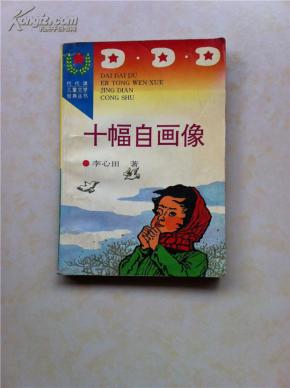 孔夫子旧书网
KONGFZ.COM
D·D·D
DAI DAI DU
ER TONG WEN XUE
JING DIAN
CONG SHU
代代读
儿童文学
经典丛书
十幅自画像
李心田 著